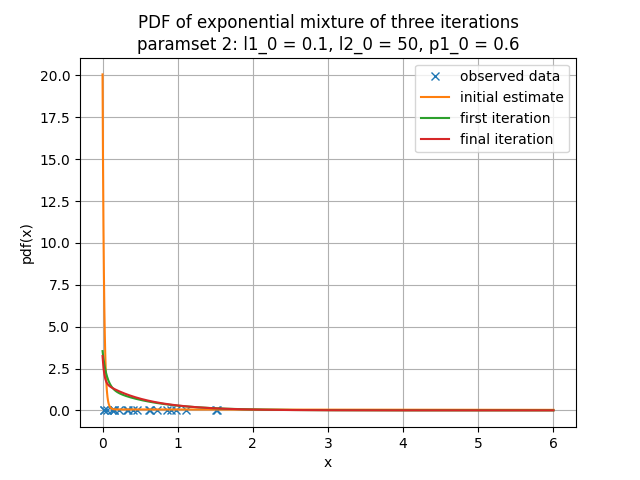 PDF of exponential mixture of three iterations
paramset 2: l1_0 = 0.1, l2_0 = 50, p1_0 = 0.6
observed data
initial estimate
first iteration
final iteration
20.0
17.5
15.0
12.5
10.0
7.5
5.0
2.5
0.0
pdf(x)
0 1 2 3 4 5 6
x